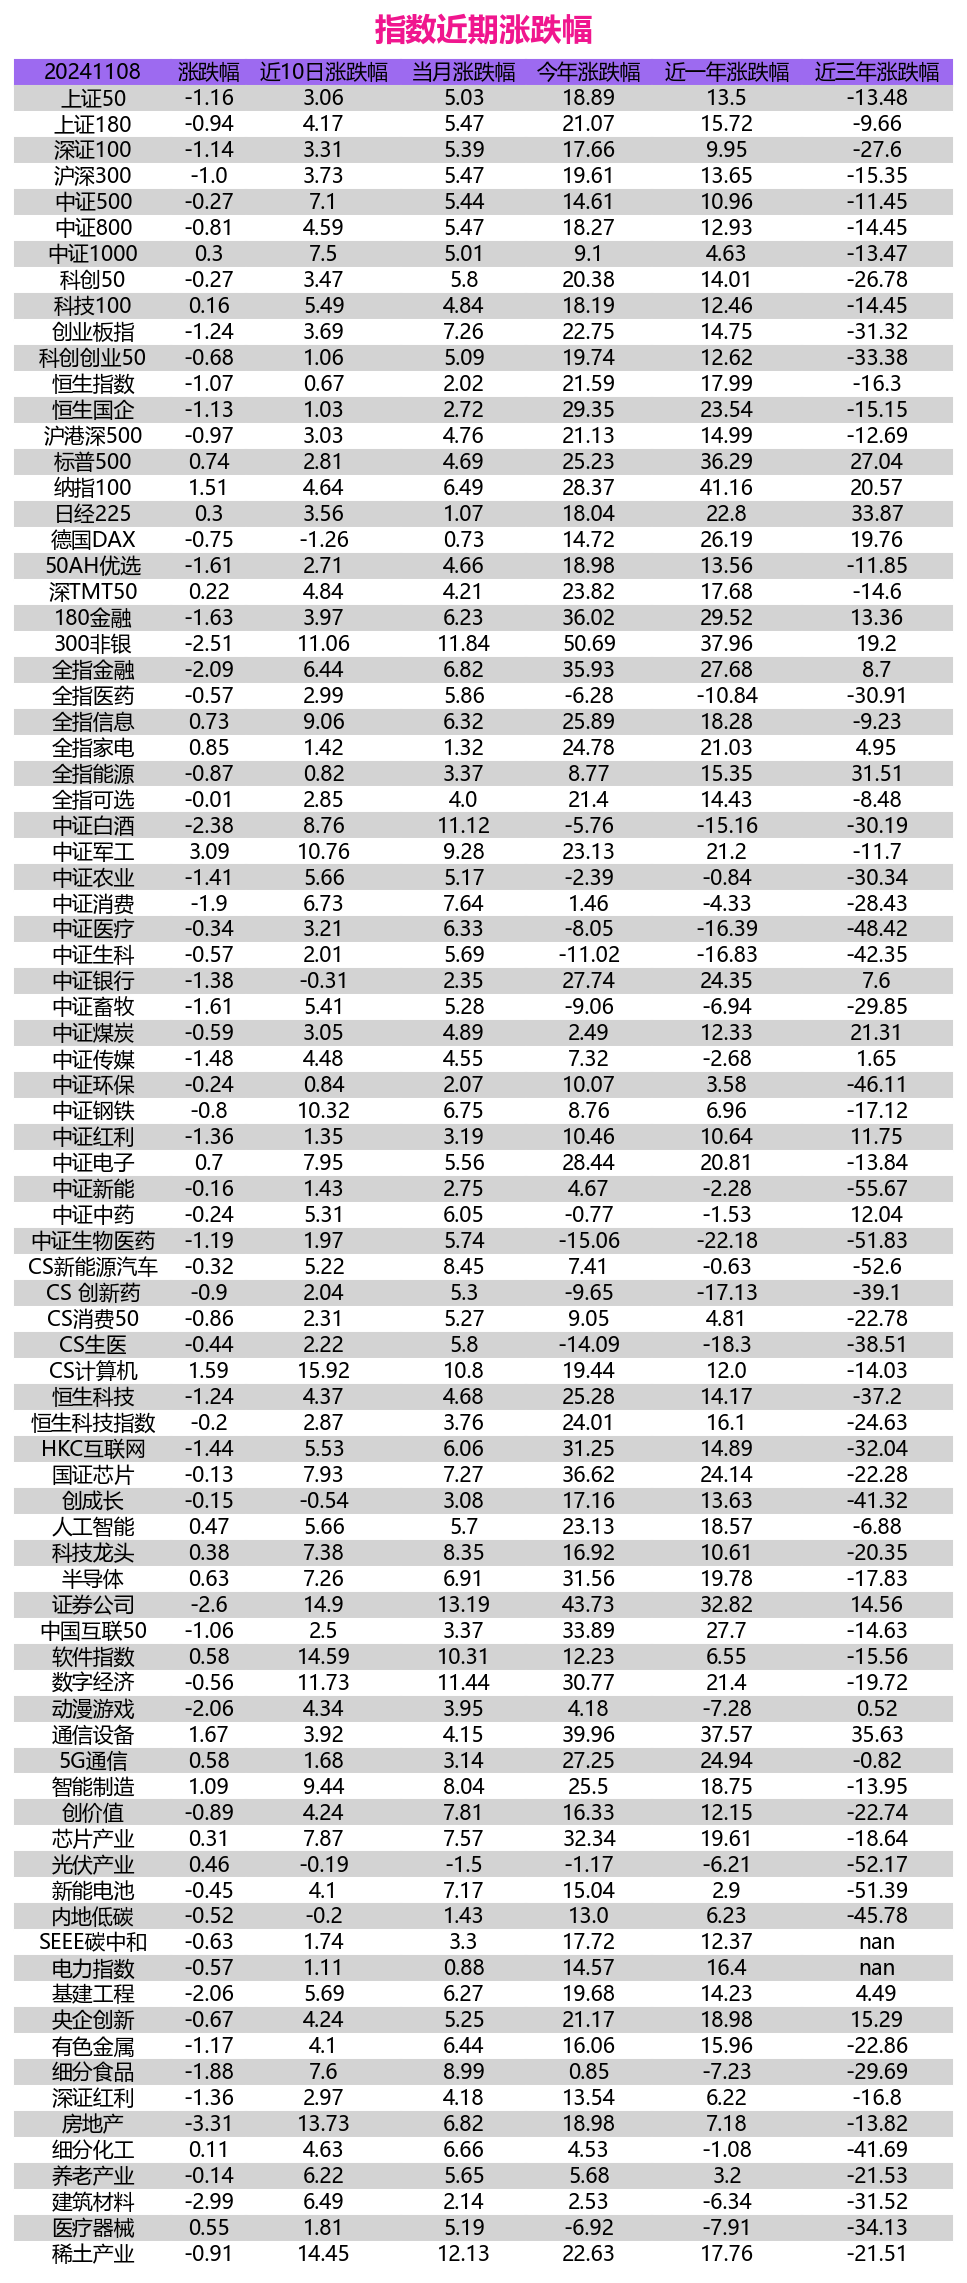 指数近期涨跌幅
20241108 涨跌幅 近10日涨跌幅 当月涨跌幅 今年涨跌幅 近一年涨跌幅 近三年涨跌幅
上证50 -1.16 3.06 5.03 18.89 13.5 -13.48
上证180 -0.94 4.17 5.47 21.07 15.72 -9.66
深证100 -1.14 3.31 5.39 17.66 9.95 -27.6
沪深300 -1.0 3.73 5.47 19.61 13.65 -15.35
中证500 -0.27 7.1 5.44 14.61 10.96 -11.45
中证800 -0.81 4.59 5.47 18.27 12.93 -14.45
中证1000 0.3 7.5 5.01 9.1 4.63 -13.47
科创50 -0.27 3.47 5.8 20.38 14.01 -26.78
科技100 0.16 5.49 4.84 18.19 12.46 -14.45
创业板指 -1.24 3.69 7.26 22.75 14.75 -31.32
科创创业50 -0.68 1.06 5.09 19.74 12.62 -33.38
恒生指数 -1.07 0.67 2.02 21.59 17.99 -16.3
恒生国企 -1.13 1.03 2.72 29.35 23.54 -15.15
沪港深500 -0.97 3.03 4.76 21.13 14.99 -12.69
标普500 0.74 2.81 4.69 25.23 36.29 27.04
纳指100 1.51 4.64 6.49 28.37 41.16 20.57
日经225 0.3 3.56 1.07 18.04 22.8 33.87
德国DAX -0.75 -1.26 0.73 14.72 26.19 19.76
50AH优选 -1.61 2.71 4.66 18.98 13.56 -11.85
深TMT50 0.22 4.84 4.21 23.82 17.68 -14.6
180金融 -1.63 3.97 6.23 36.02 29.52 13.36
300非银 -2.51 11.06 11.84 50.69 37.96 19.2
全指金融 -2.09 6.44 6.82 35.93 27.68 8.7
全指医药 -0.57 2.99 5.86 -6.28 -10.84 -30.91
全指信息 0.73 9.06 6.32 25.89 18.28 -9.23
全指家电 0.85 1.42 1.32 24.78 21.03 4.95
全指能源 -0.87 0.82 3.37 8.77 15.35 31.51
全指可选 -0.01 2.85 4.0 21.4 14.43 -8.48
中证白酒 -2.38 8.76 11.12 -5.76 -15.16 -30.19
中证军工 3.09 10.76 9.28 23.13 21.2 -11.7
中证农业 -1.41 5.66 5.17 -2.39 -0.84 -30.34
中证消费 -1.9 6.73 7.64 1.46 -4.33 -28.43
中证医疗 -0.34 3.21 6.33 -8.05 -16.39 -48.42
中证生科 -0.57 2.01 5.69 -11.02 -16.83 -42.35
中证银行 -1.38 -0.31 2.35 27.74 24.35 7.6
中证畜牧 -1.61 5.41 5.28 -9.06 -6.94 -29.85
中证煤炭 -0.59 3.05 4.89 2.49 12.33 21.31
中证传媒 -1.48 4.48 4.55 7.32 -2.68 1.65
中证环保 -0.24 0.84 2.07 10.07 3.58 -46.11
中证钢铁 -0.8 10.32 6.75 8.76 6.96 -17.12
中证红利 -1.36 1.35 3.19 10.46 10.64 11.75
中证电子 0.7 7.95 5.56 28.44 20.81 -13.84
中证新能 -0.16 1.43 2.75 4.67 -2.28 -55.67
中证中药 -0.24 5.31 6.05 -0.77 -1.53 12.04
中证生物医药 -1.19 1.97 5.74 -15.06 -22.18 -51.83
CS新能源汽车 -0.32 5.22 8.45 7.41 -0.63 -52.6
CS 创新药 -0.9 2.04 5.3 -9.65 -17.13 -39.1
CS消费50 -0.86 2.31 5.27 9.05 4.81 -22.78
CS生医 -0.44 2.22 5.8 -14.09 -18.3 -38.51
CS计算机 1.59 15.92 10.8 19.44 12.0 -14.03
恒生科技 -1.24 4.37 4.68 25.28 14.17 -37.2
恒生科技指数 -0.2 2.87 3.76 24.01 16.1 -24.63
HKC互联网 -1.44 5.53 6.06 31.25 14.89 -32.04
国证芯片 -0.13 7.93 7.27 36.62 24.14 -22.28
创成长 -0.15 -0.54 3.08 17.16 13.63 -41.32
人工智能 0.47 5.66 5.7 23.13 18.57 -6.88
科技龙头 0.38 7.38 8.35 16.92 10.61 -20.35
半导体 0.63 7.26 6.91 31.56 19.78 -17.83
证券公司 -2.6 14.9 13.19 43.73 32.82 14.56
中国互联50 -1.06 2.5 3.37 33.89 27.7 -14.63
软件指数 0.58 14.59 10.31 12.23 6.55 -15.56
数字经济 -0.56 11.73 11.44 30.77 21.4 -19.72
动漫游戏 -2.06 4.34 3.95 4.18 -7.28 0.52
通信设备 1.67 3.92 4.15 39.96 37.57 35.63
5G通信 0.58 1.68 3.14 27.25 24.94 -0.82
智能制造 1.09 9.44 8.04 25.5 18.75 -13.95
创价值 -0.89 4.24 7.81 16.33 12.15 -22.74
芯片产业 0.31 7.87 7.57 32.34 19.61 -18.64
光伏产业 0.46 -0.19 -1.5 -1.17 -6.21 -52.17
新能电池 -0.45 4.1 7.17 15.04 2.9 -51.39
内地低碳 -0.52 -0.2 1.43 13.0 6.23 -45.78
SEEE碳中和 -0.63 1.74 3.3 17.72 12.37 nan
电力指数 -0.57 1.11 0.88 14.57 16.4 nan
基建工程 -2.06 5.69 6.27 19.68 14.23 4.49
央企创新 -0.67 4.24 5.25 21.17 18.98 15.29
有色金属 -1.17 4.1 6.44 16.06 15.96 -22.86
细分食品 -1.88 7.6 8.99 0.85 -7.23 -29.69
深证红利 -1.36 2.97 4.18 13.54 6.22 -16.8
房地产 -3.31 13.73 6.82 18.98 7.18 -13.82
细分化工 0.11 4.63 6.66 4.53 -1.08 -41.69
养老产业 -0.14 6.22 5.65 5.68 3.2 -21.53
建筑材料 -2.99 6.49 2.14 2.53 -6.34 -31.52
医疗器械 0.55 1.81 5.19 -6.92 -7.91 -34.13
稀土产业 -0.91 14.45 12.13 22.63 17.76 -21.51